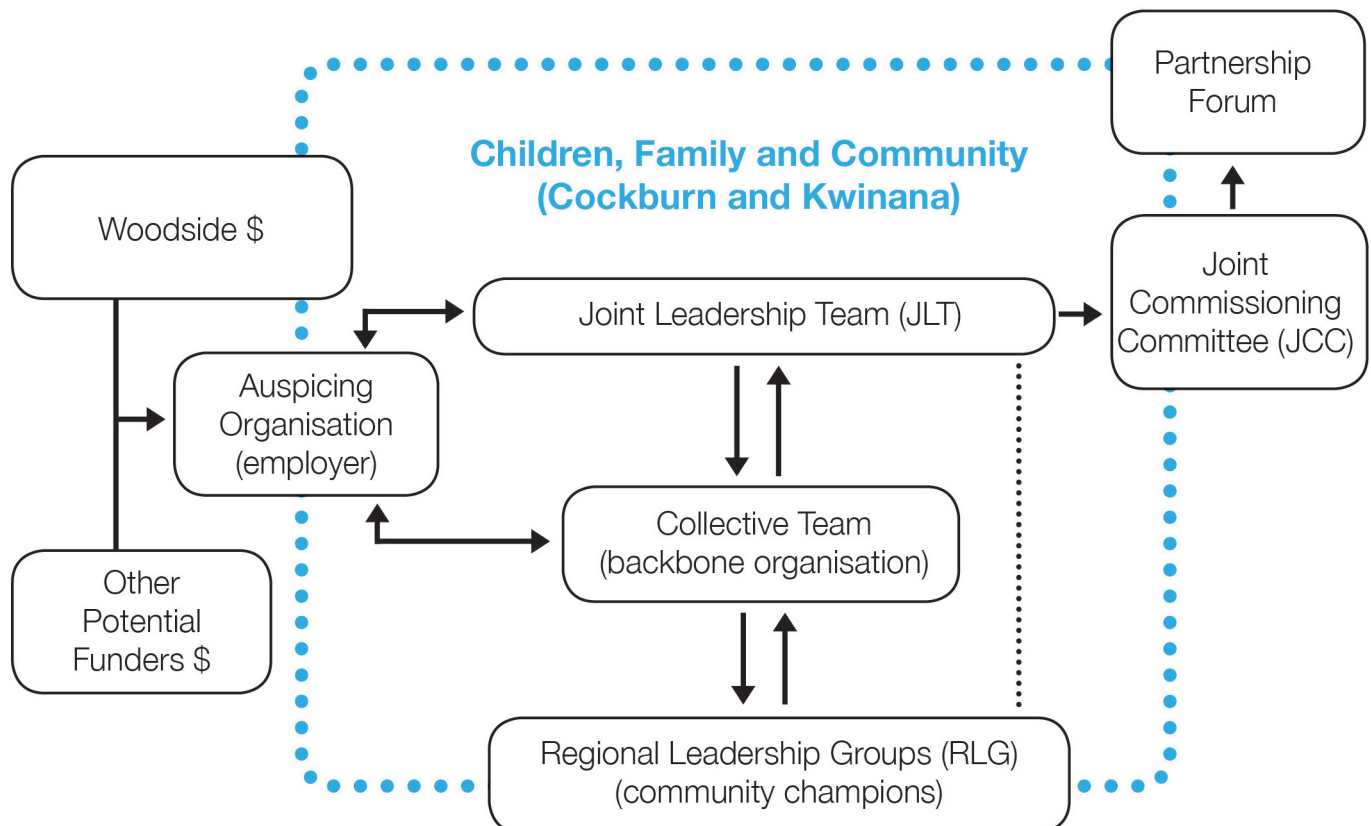 Partnership
Forum
Children, Family and Community
(Cockburn and Kwinana)
Woodside $
Joint Leadership Team (JLT)
Joint
Commissioning
Committee (JCC)
Auspicing
Organisation
(employer)
Collective Team
(backbone organisation)
Other
Potential
Funders $
Regional Leadership Groups (RLG)
(community champions)